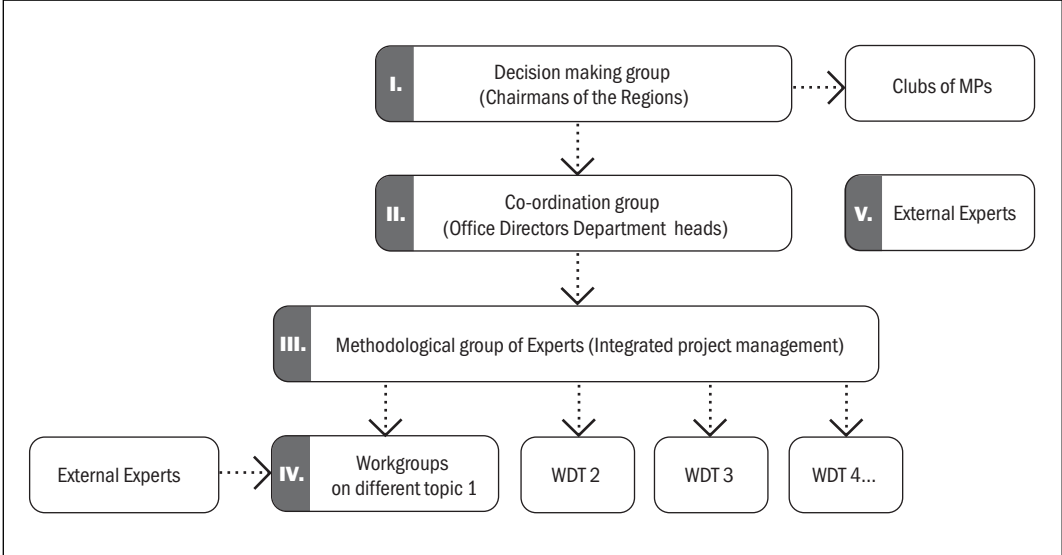 I.
Decision making group
(Chairmans of the Regions)
Clubs of MPs
II.
Co-ordination group
(Office Directors Department heads)
V.
External Experts
III.
Methodological group of Experts (Integrated project management)
External Experts
IV.
Workgroups
on different topic 1
WDT 2
WDT 3
WDT 4...